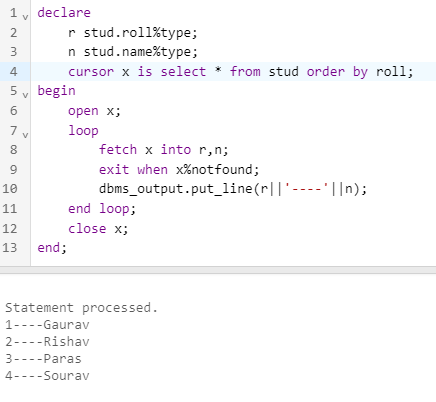 1 declare
2 r stud.roll%type;
3 n stud.name%type;
4 cursor x is select * from stud order by roll;
5 begin
6 open x;
7 loop
8 fetch x into r,n;
9 exit when x%notfound;
10 dbms_output.put_line(r||'----'||n);
11 end loop;
12 close x;
13 end;
Statement processed.
1----Gaurav
2----Rishav
3----Paras
4----Sourav